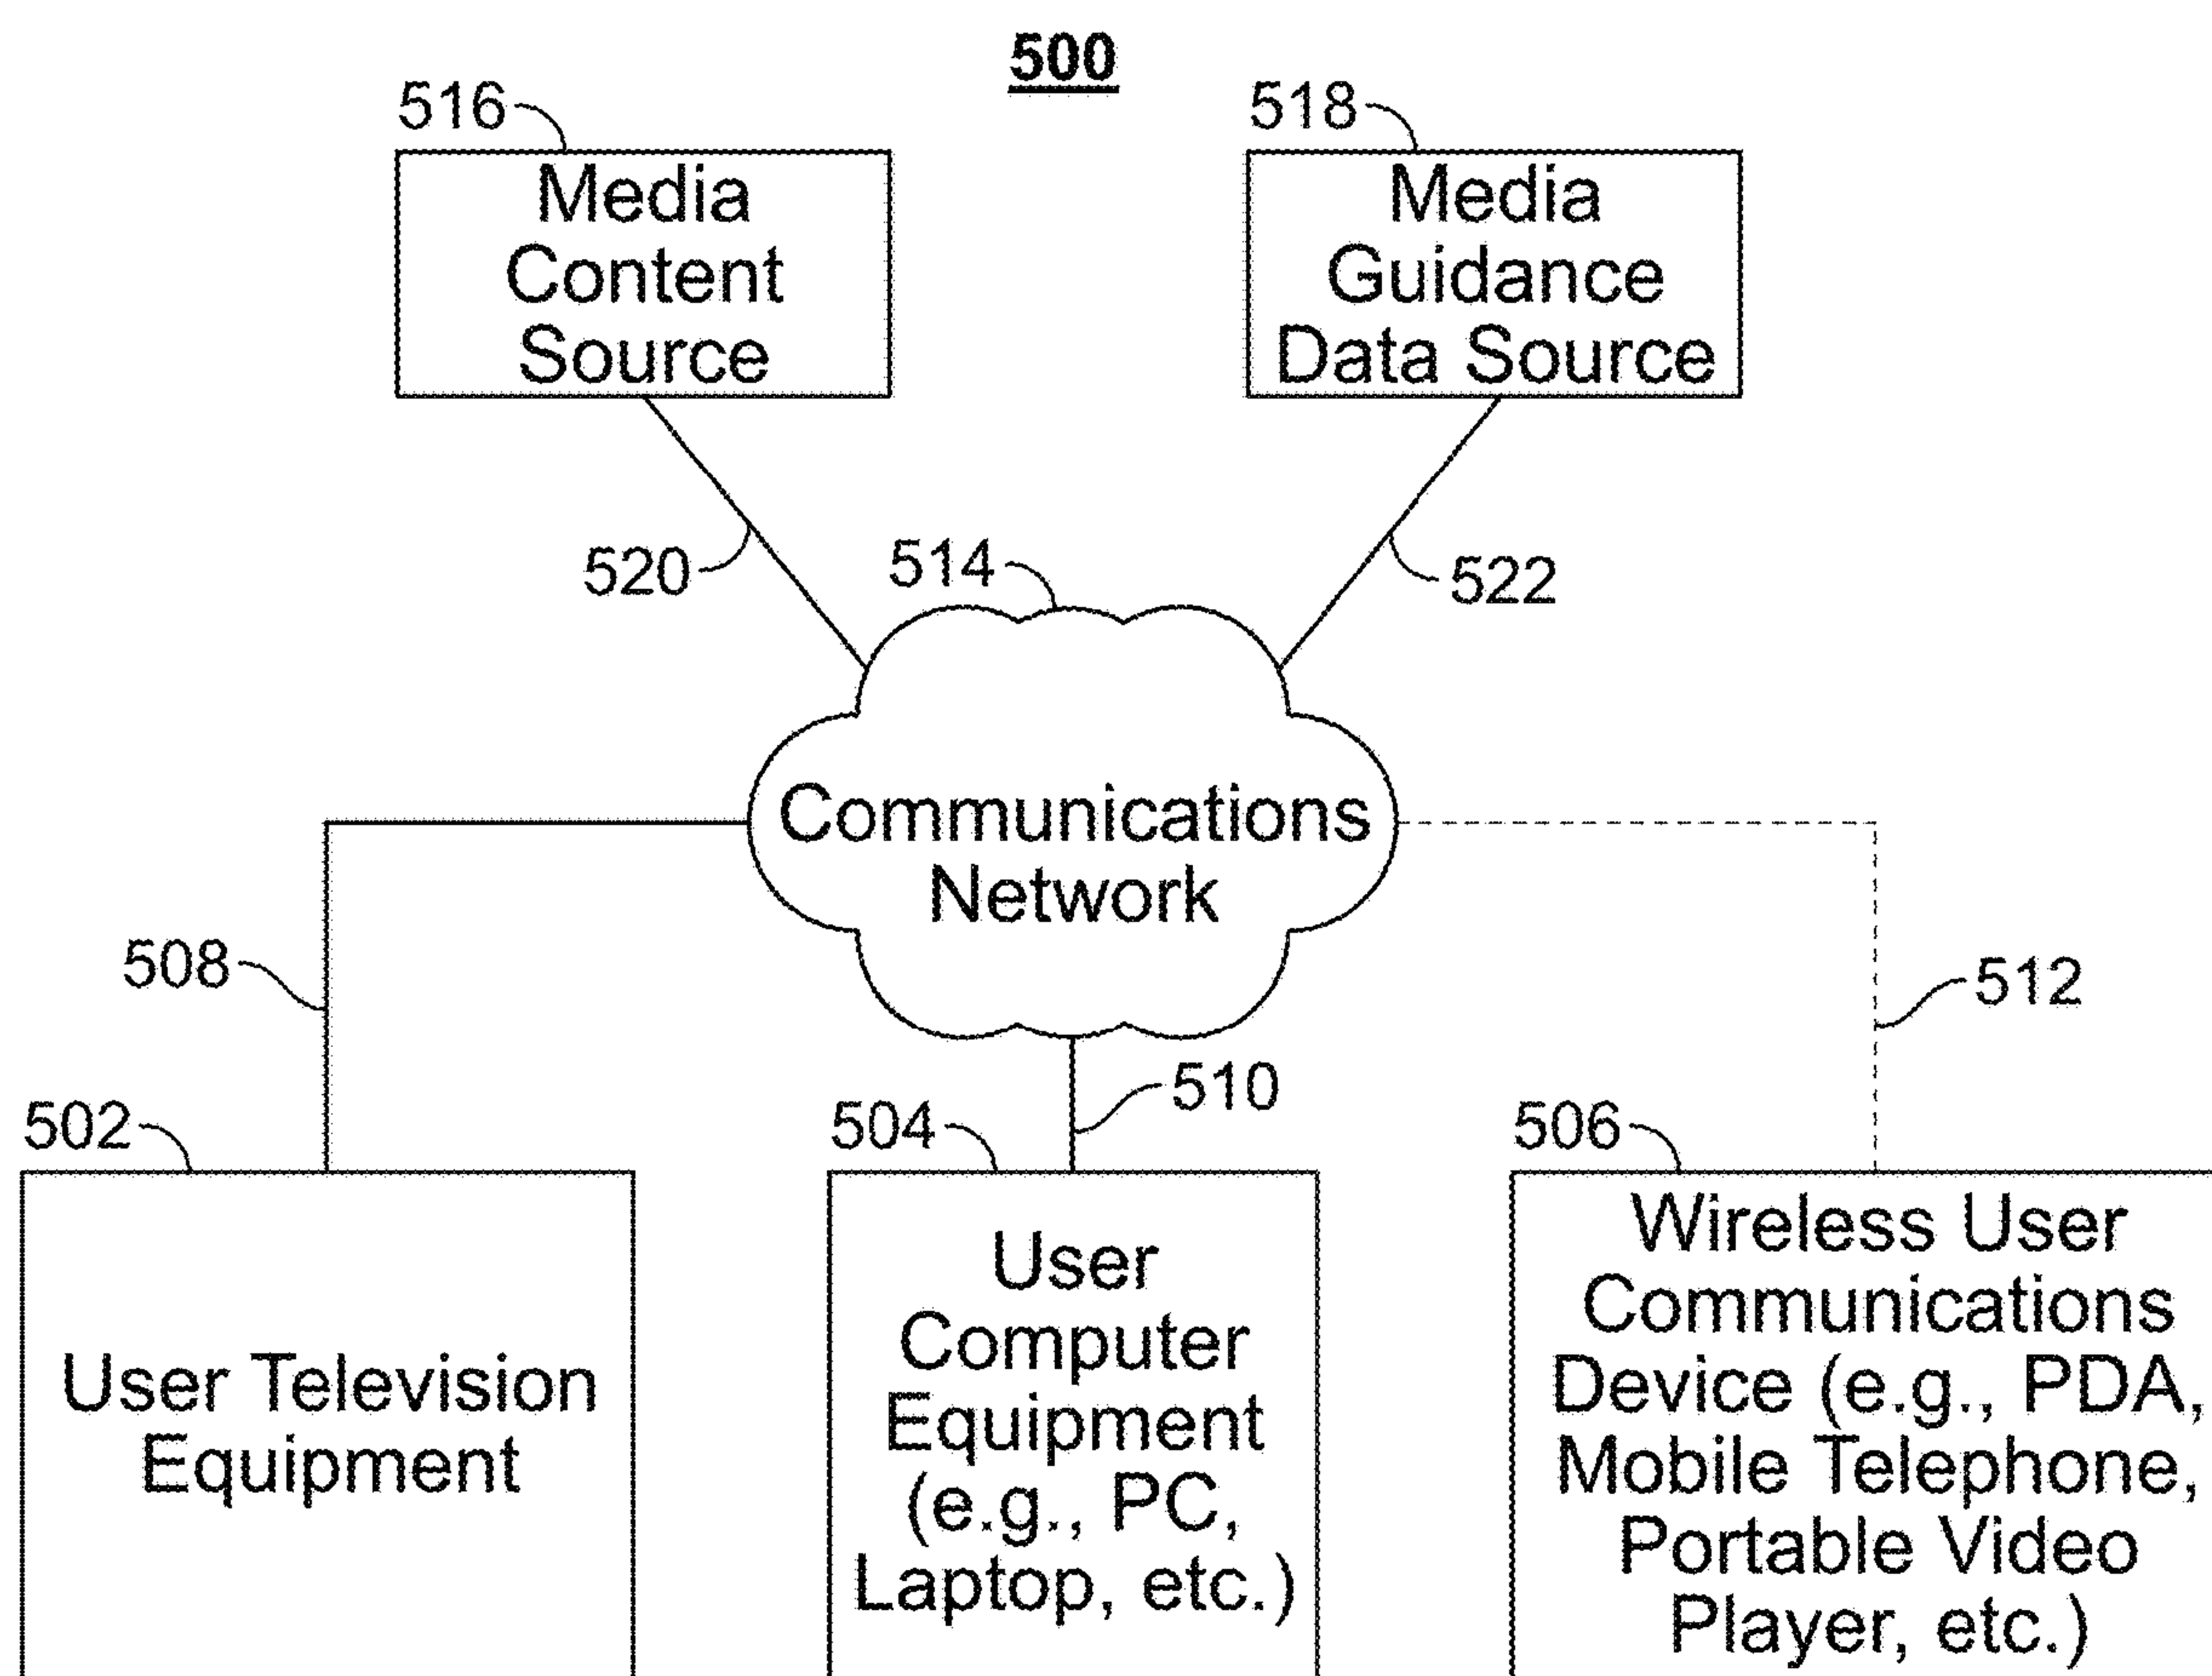 500
516
518
Media
Content
Source
Media
Guidance
Data Source
520
514
522
Communications
Network
508
512
510
502
504
506
User Television
Equipment
User
Computer
Equipment
(e.g., PC,
Laptop, etc.)
Wireless User
Communications
Device (e.g., PDA,
Mobile Telephone,
Portable Video
Player, etc.)